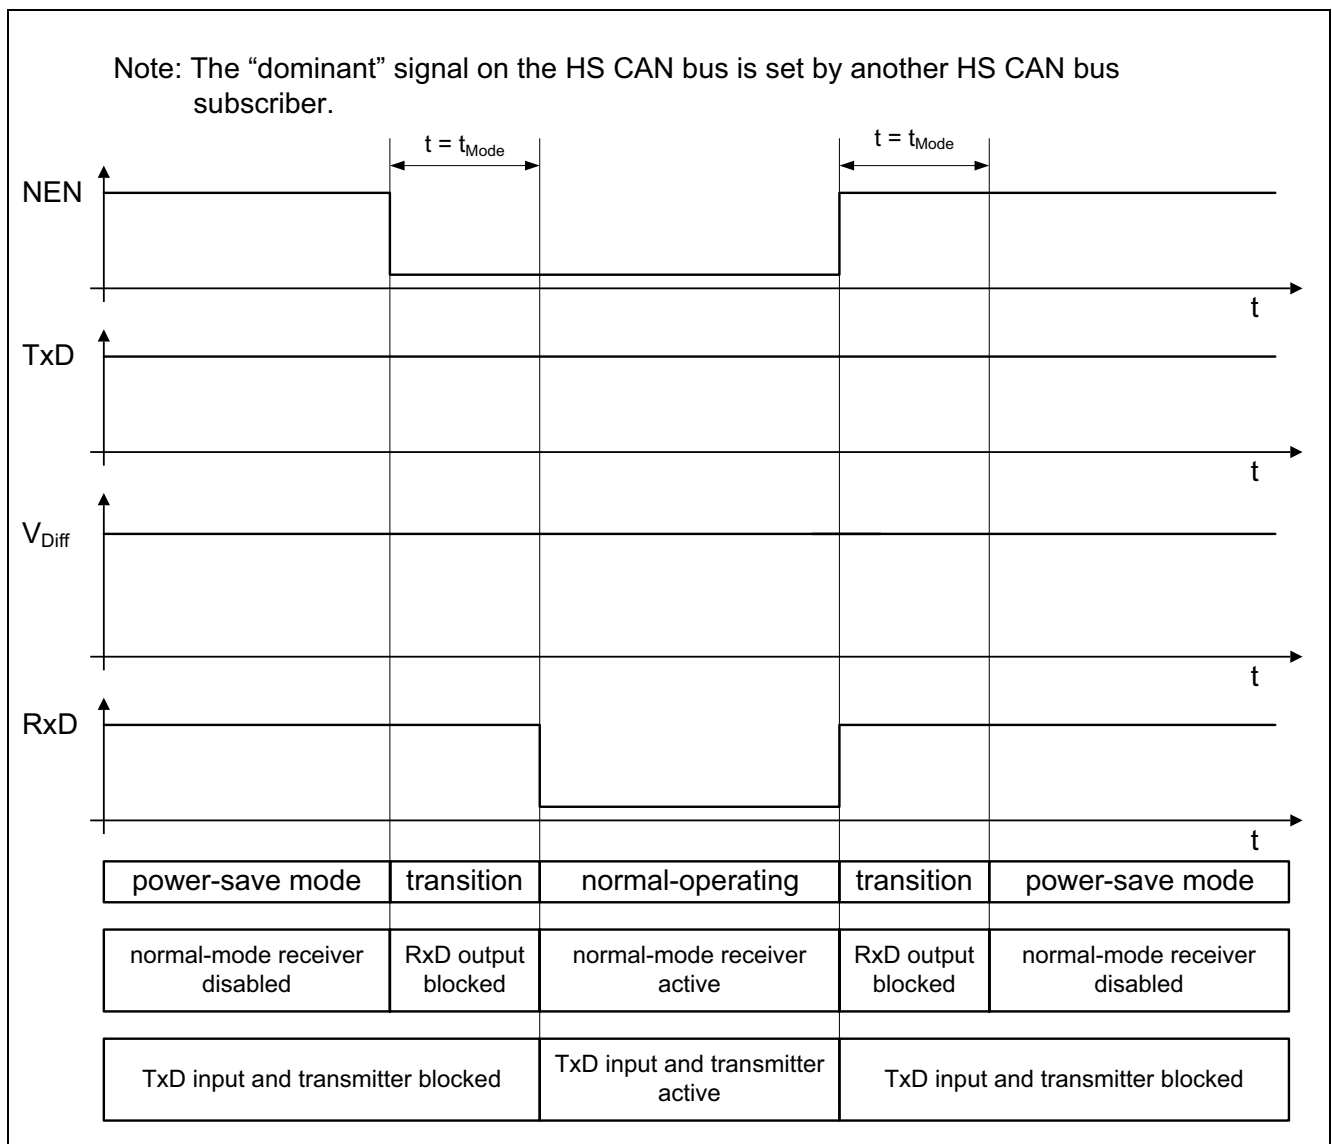 Note: The “dominant” signal on the HS CAN bus is set by another HS CAN bus
subscriber.
t = tMode
t = tMode
NEN
t
TxD
t
VDiff
t
RxD
t
power-save mode
transition
normal-operating
transition
power-save mode
normal-mode receiver
disabled
RxD output
blocked
normal-mode receiver
active
RxD output
blocked
normal-mode receiver
disabled
TxD input and transmitter blocked
TxD input and transmitter
active
TxD input and transmitter blocked